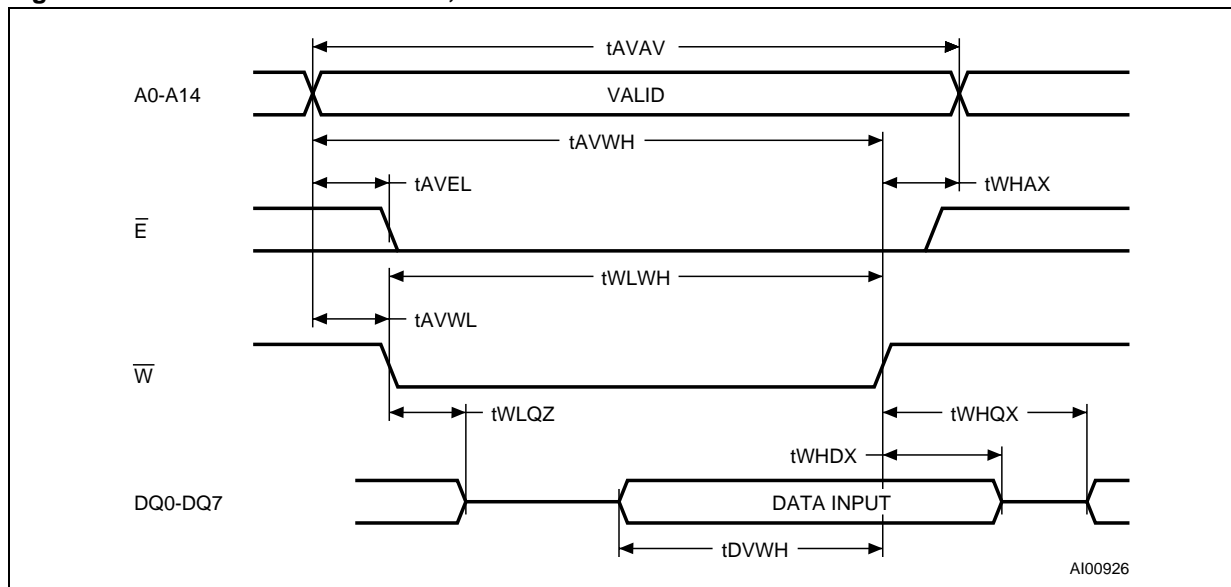 tAVAV
A0-A14
VALID
tAVWH
tAVEL
tWHAX
E̅
tWLWH
tAVWL
W̅
tWLQZ
tWHQX
tWHDX
DQ0-DQ7
DATA INPUT
tDVWH
AI00926